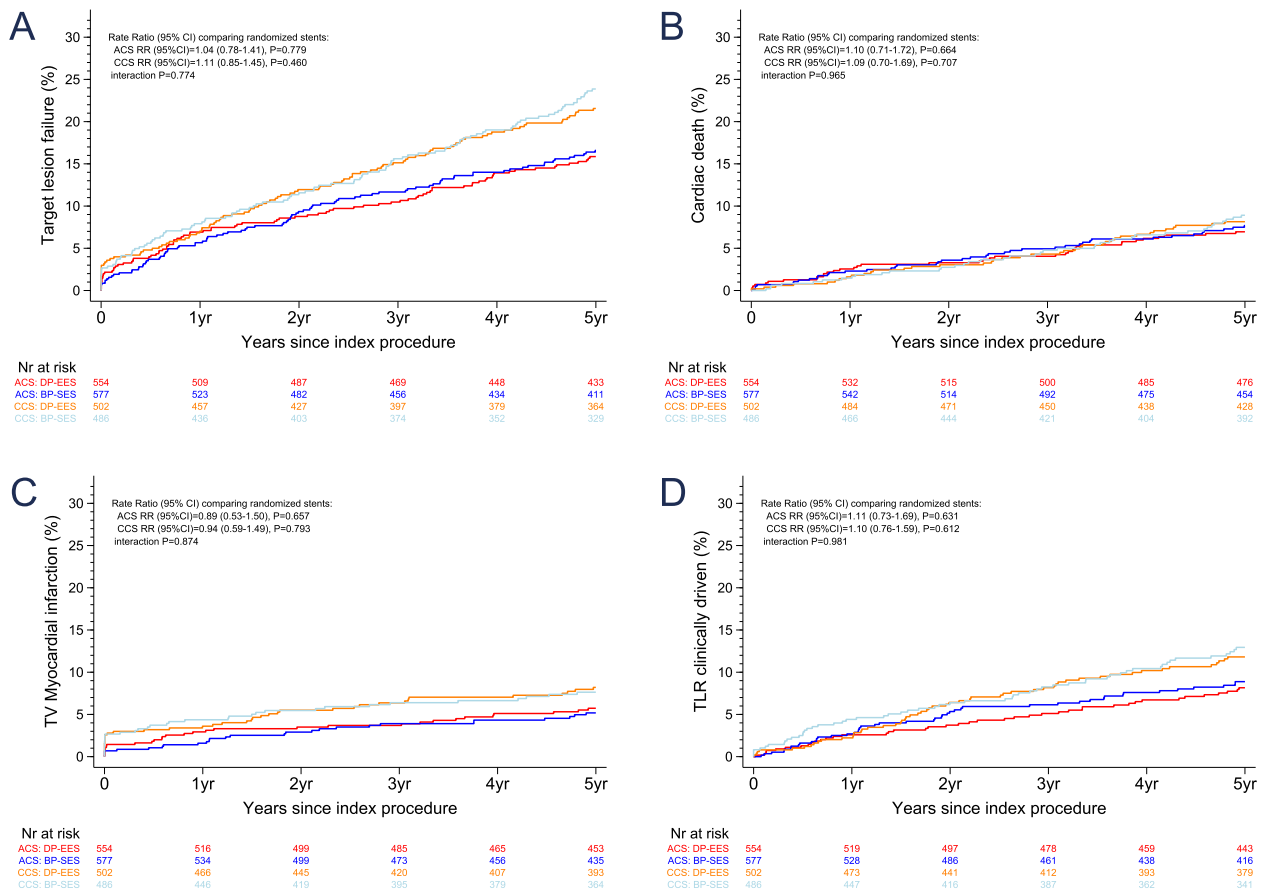 A
Target lesion failure (%)
30
25
20
15
10
5
0
Rate Ratio (95% CI) comparing randomized stents:
ACS RR (95%CI)=1.04 (0.78-1.41), P=0.779
CCS RR (95%CI)=1.11 (0.85-1.45), P=0.460
interaction P=0.774
0 1yr 2yr 3yr 4yr 5yr
Years since index procedure
Nr at risk
ACS: DP-EES 554 509 487 469 448 433
ACS: BP-SES 577 523 482 456 434 411
CCS: DP-EES 502 457 427 397 379 364
CCS: BP-SES 486 436 403 374 352 329
B
Cardiac death (%)
30
25
20
15
10
5
0
Rate Ratio (95% CI) comparing randomized stents:
ACS RR (95%CI)=1.10 (0.71-1.72), P=0.664
CCS RR (95%CI)=1.09 (0.70-1.69), P=0.707
interaction P=0.965
0 1yr 2yr 3yr 4yr 5yr
Years since index procedure
Nr at risk
ACS: DP-EES 554 532 515 500 485 476
ACS: BP-SES 577 542 514 492 475 454
CCS: DP-EES 502 484 471 450 438 428
CCS: BP-SES 486 466 444 421 404 392
C
TV Myocardial infarction (%)
30
25
20
15
10
5
0
Rate Ratio (95% CI) comparing randomized stents:
ACS RR (95%CI)=0.89 (0.53-1.50), P=0.657
CCS RR (95%CI)=0.94 (0.59-1.49), P=0.793
interaction P=0.874
0 1yr 2yr 3yr 4yr 5yr
Years since index procedure
Nr at risk
ACS: DP-EES 554 516 499 485 465 453
ACS: BP-SES 577 534 499 473 456 435
CCS: DP-EES 502 466 445 420 407 393
CCS: BP-SES 486 446 419 395 379 364
D
TLR clinically driven (%)
30
25
20
15
10
5
0
Rate Ratio (95% CI) comparing randomized stents:
ACS RR (95%CI)=1.11 (0.73-1.69), P=0.631
CCS RR (95%CI)=1.10 (0.76-1.59), P=0.612
interaction P=0.981
0 1yr 2yr 3yr 4yr 5yr
Years since index procedure
Nr at risk
ACS: DP-EES 554 519 497 478 459 443
ACS: BP-SES 577 528 486 461 438 416
CCS: DP-EES 502 473 441 412 393 379
CCS: BP-SES 486 447 416 387 362 341